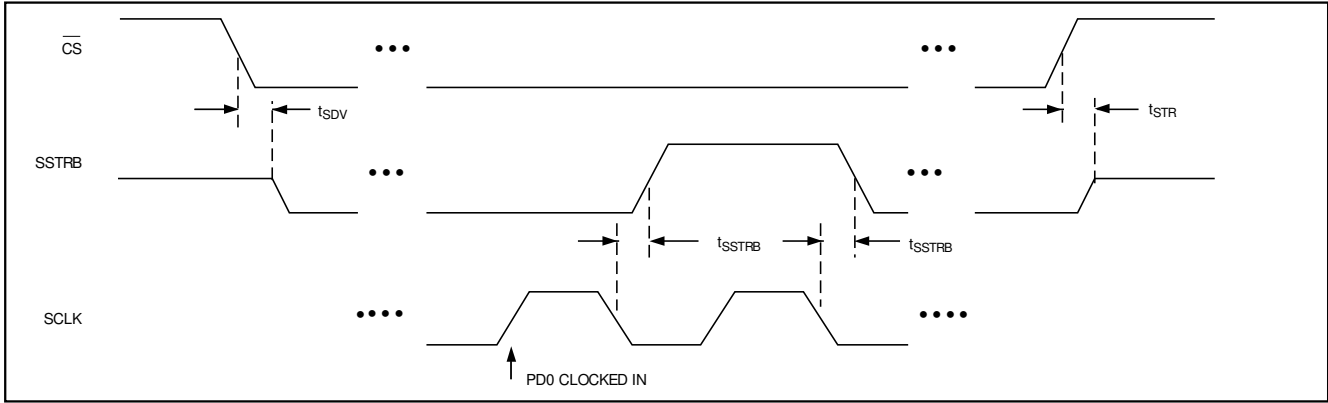 CS
tSDV
tSTR
SSTRB
tSSTRB
tSSTRB
SCLK
PD0 CLOCKED IN